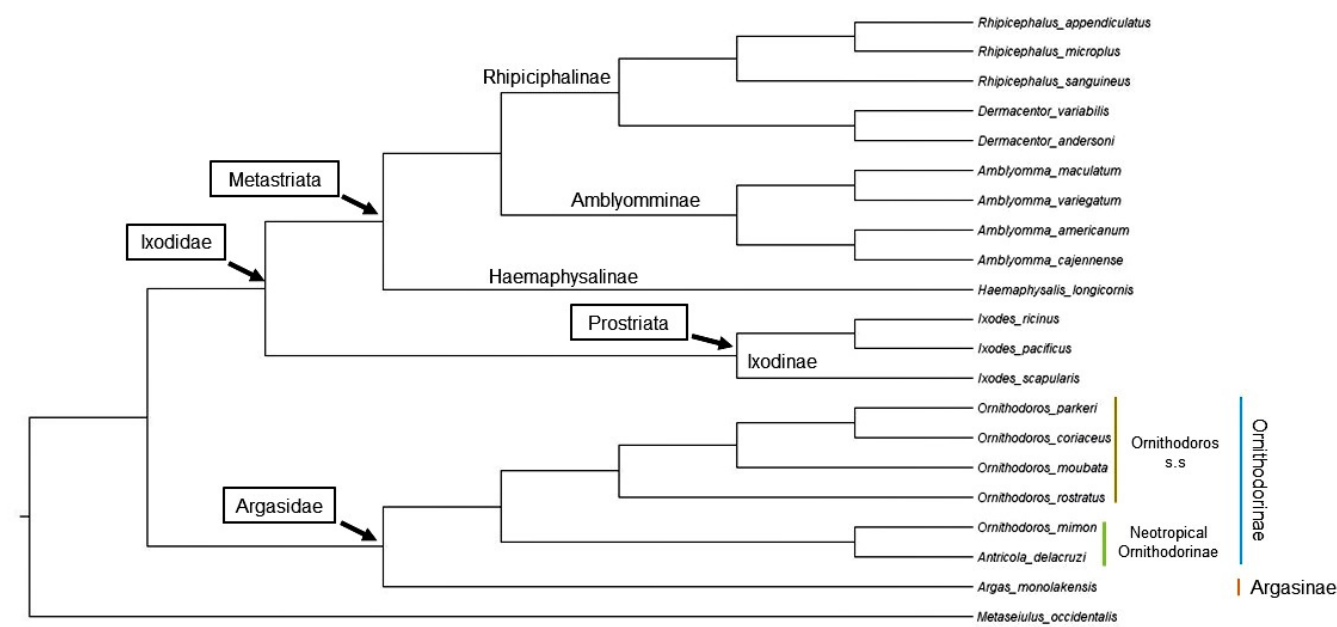 Rhipicephalus_appendiculatus
Rhipicephalus_microplus
Rhipiciphalinae
Rhipicephalus_sanguineus
Dermacentor_variabilis
Dermacentor_andersoni
Metastriata
Amblyomma_maculatum
Amblyomminae
Amblyomma_variegatum
Amblyomma_americanum
Ixodidae
Amblyomma_cajennense
Haemaphysalinae
Haemaphysalis_longicornis
Prostriata
Ixodes_ricinus
Ixodes_pacificus
Ixodinae
Ixodes_scapularis
Ornithodoros_parkeri
Ornithodoros_coriaceus
Ornithodoros
s.s
Ornithodoros_moubata
Ornithodorinae
Argasidae
Ornithodoros_rostratus
Ornithodoros_mimon
Neotropical
Ornithodorinae
Antricola_delacruzi
Argas_monolakensis
Argasinae
Metaseiulus_occidentalis